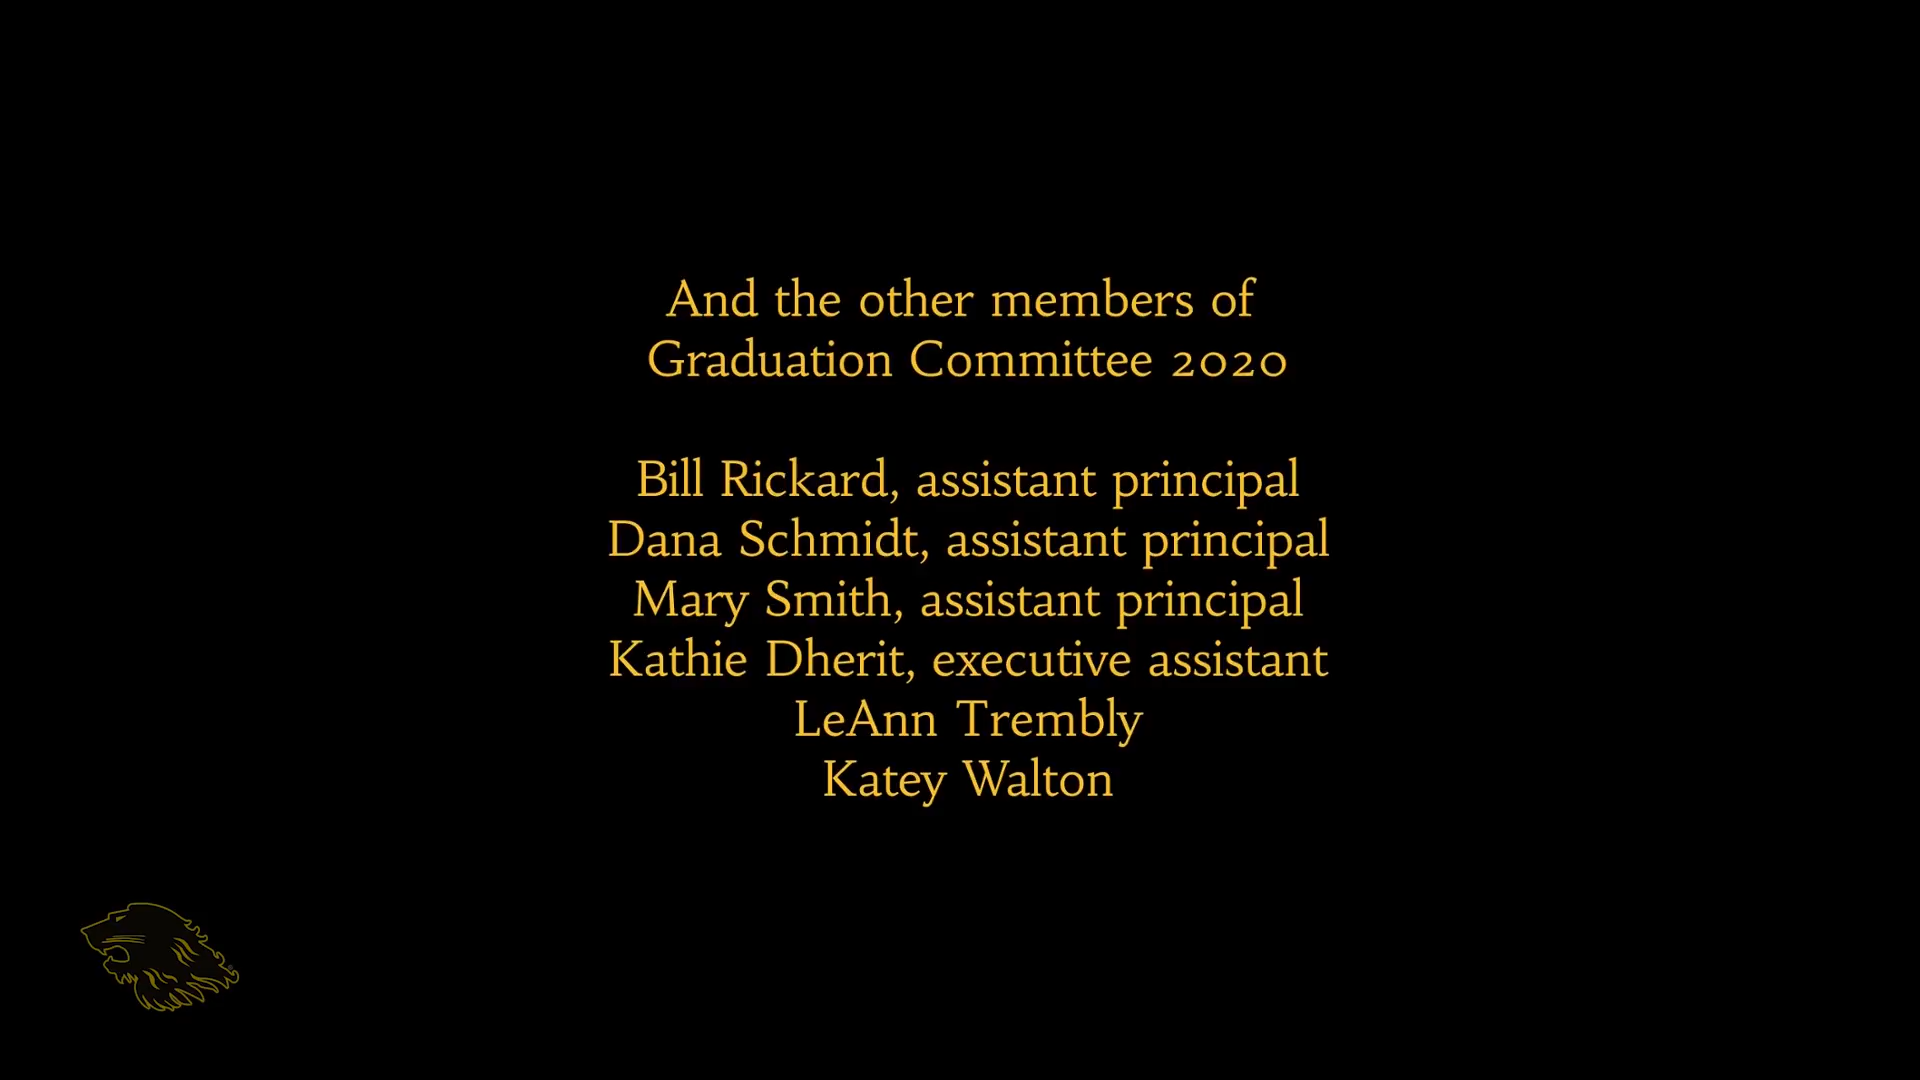 And the other members of
Graduation Committee 2020
Bill Rickard, assistant principal
Dana Schmidt, assistant principal
Mary Smith, assistant principal
Kathie Dherit, executive assistant
LeAnn Trembly
Katey Walton